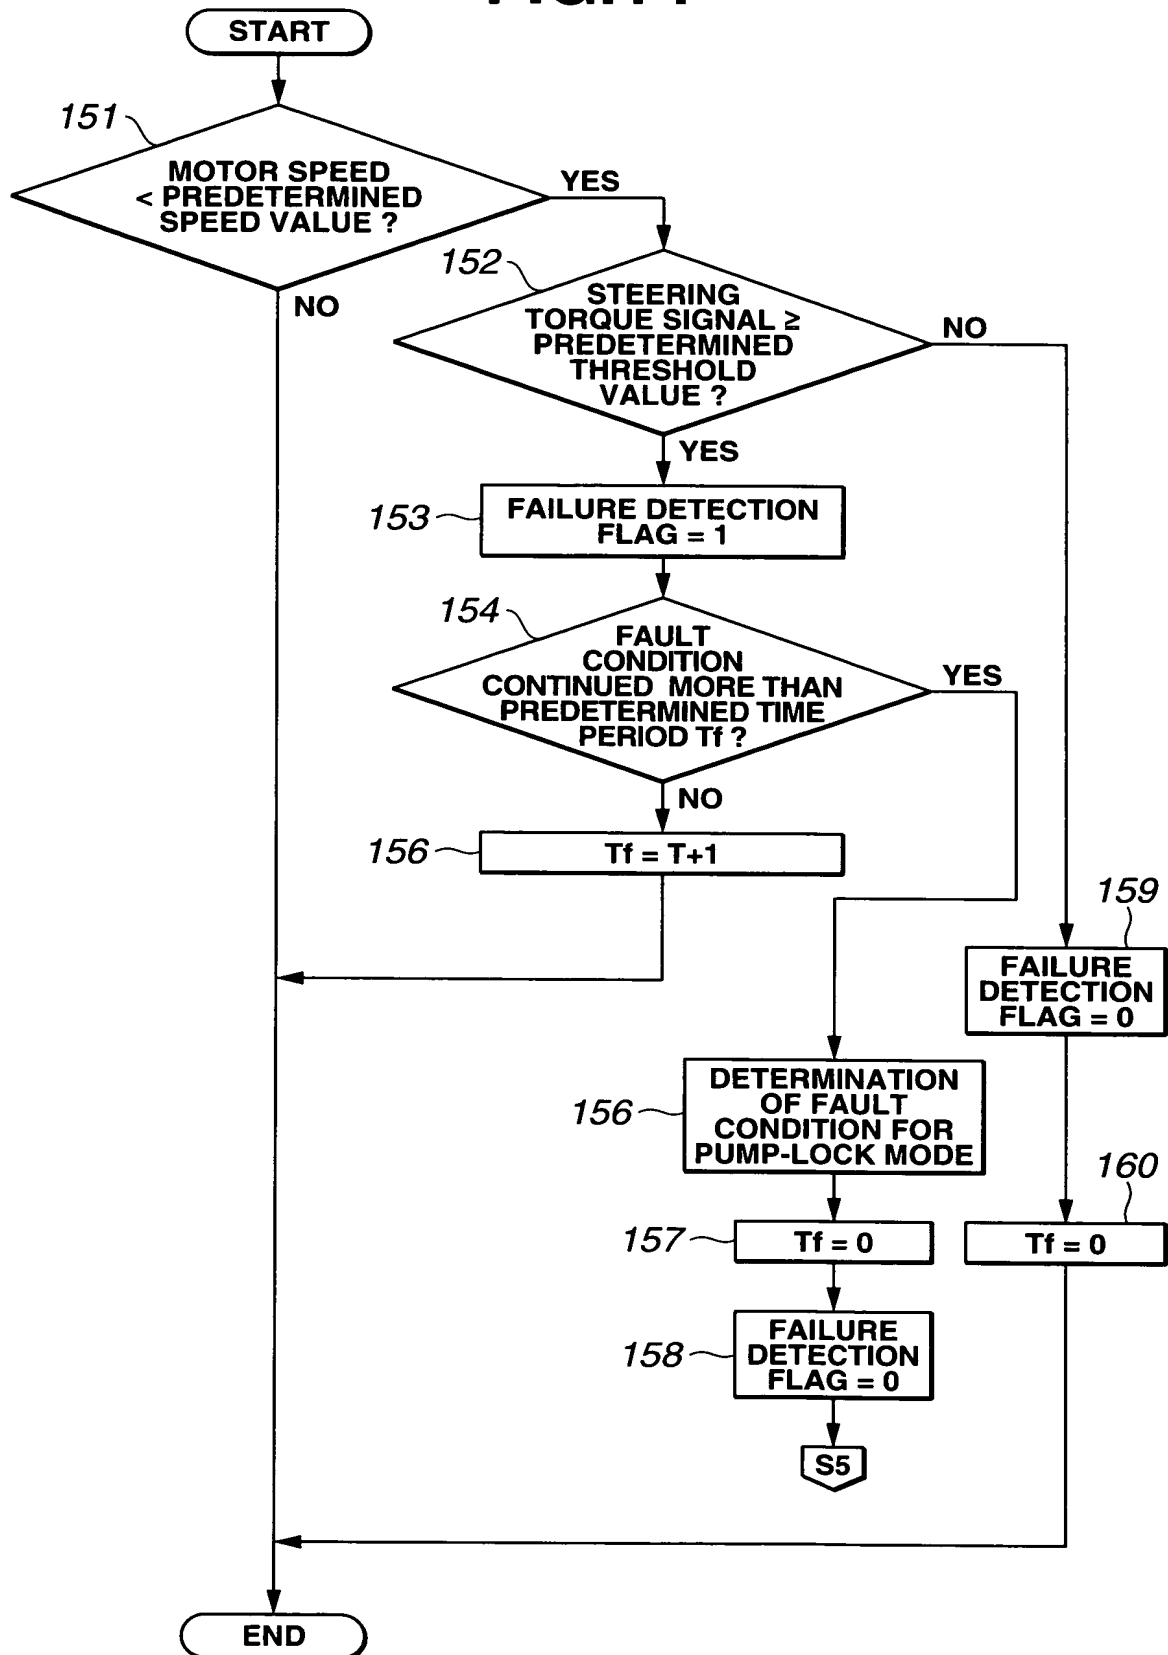 START
151
MOTOR SPEED
< PREDETERMINED
SPEED VALUE ?
YES
NO
152
STEERING
TORQUE SIGNAL ≥
PREDETERMINED
THRESHOLD
VALUE ?
NO
YES
153
FAILURE DETECTION
FLAG = 1
154
FAULT
CONDITION
CONTINUED MORE THAN
PREDETERMINED TIME
PERIOD Tf ?
YES
NO
156
Tf = T+1
159
FAILURE
DETECTION
FLAG = 0
156
DETERMINATION
OF FAULT
CONDITION FOR
PUMP-LOCK MODE
160
157
Tf = 0
Tf = 0
158
FAILURE
DETECTION
FLAG = 0
S5
END